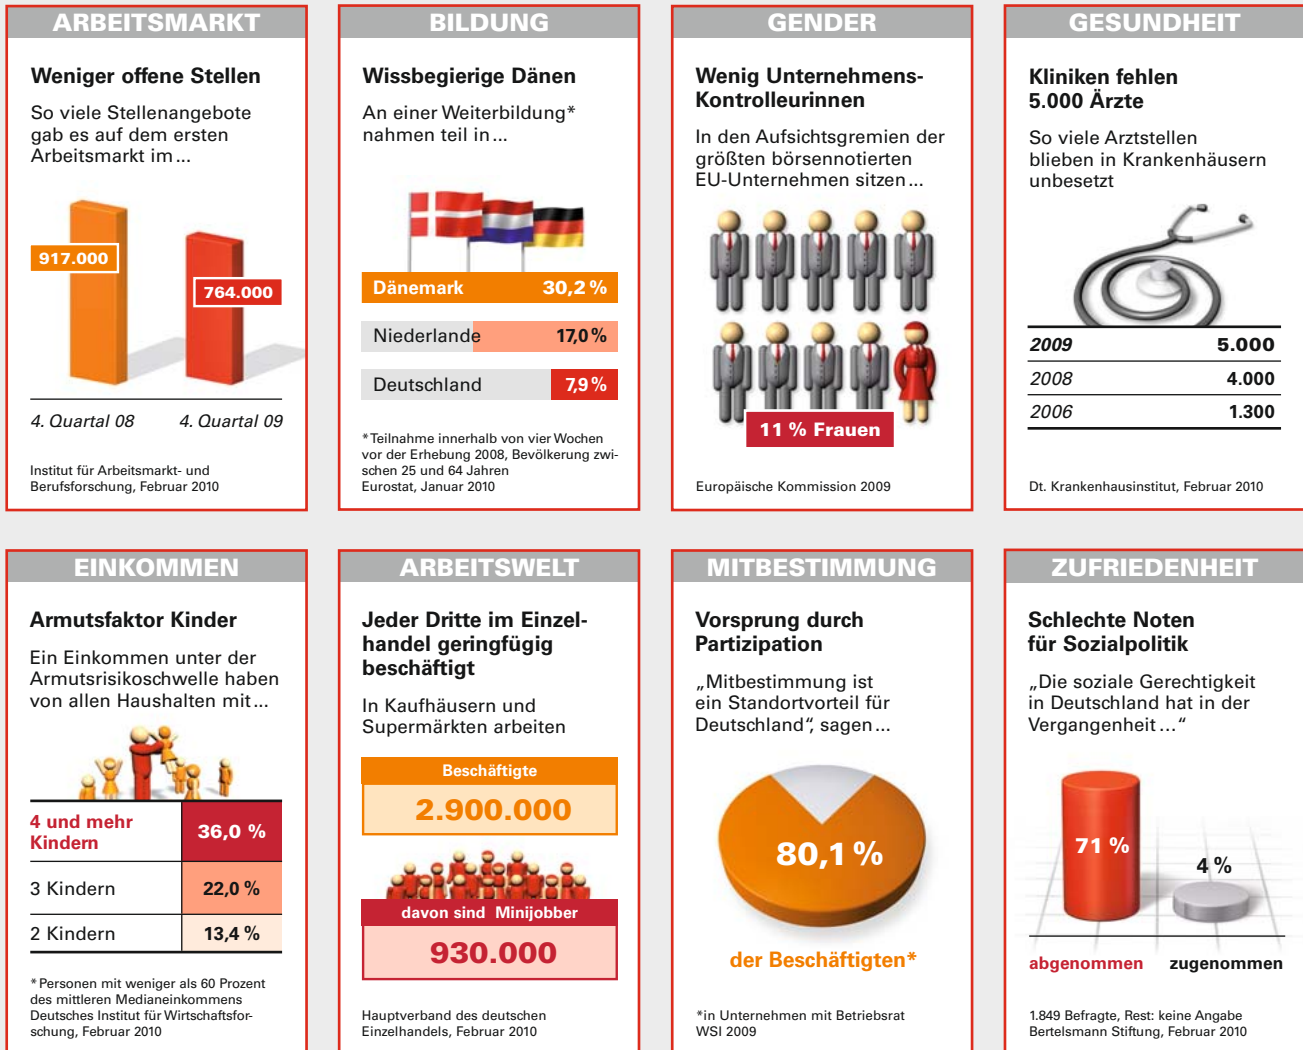 ARBEITSMARKT
Weniger offene Stellen
So viele Stellenangebote
gab es auf dem ersten
Arbeitsmarkt im...
917.000
764.000
4. Quartal 08
4. Quartal 09
Institut für Arbeitsmarkt- und
Berufsforschung, Februar 2010
BILDUNG
Wissbegierige Dänen
An einer Weiterbildung*
nahmen teil in...
Dänemark 30,2 %
Niederlande 17,0 %
Deutschland 7,9 %
*Teilnahme innerhalb von vier Wochen
vor der Erhebung 2008, Bevölkerung zwi-
schen 25 und 64 Jahren
Eurostat, Januar 2010
GENDER
Wenig Unternehmens-
Kontrolleurinnen
In den Aufsichtsgremien der
größten börsennotierten
EU-Unternehmen sitzen...
11 % Frauen
Europäische Kommission 2009
GESUNDHEIT
Kliniken fehlen
5.000 Ärzte
So viele Arztstellen
blieben in Krankenhäusern
unbesetzt
2009 5.000
2008 4.000
2006 1.300
Dt. Krankenhausinstitut, Februar 2010
EINKOMMEN
Armutsfaktor Kinder
Ein Einkommen unter der
Armutsrisikoschwelle haben
von allen Haushalten mit...
4 und mehr
Kindern
36,0 %
3 Kindern 22,0 %
2 Kindern 13,4 %
*Personen mit weniger als 60 Prozent
des mittleren Medianeinkommens
Deutsches Institut für Wirtschaftsfor-
schung, Februar 2010
ARBEITSWELT
Jeder Dritte im Einzel-
handel geringfügig
beschäftigt
In Kaufhäusern und
Supermärkten arbeiten
Beschäftigte
2.900.000
davon sind Minijobber
930.000
Hauptverband des deutschen
Einzelhandels, Februar 2010
MITBESTIMMUNG
Vorsprung durch
Partizipation
„Mitbestimmung ist
ein Standortvorteil für
Deutschland“, sagen...
80,1 %
der Beschäftigten*
*in Unternehmen mit Betriebsrat
WSI 2009
ZUFRIEDENHEIT
Schlechte Noten
für Sozialpolitik
„Die soziale Gerechtigkeit
in Deutschland hat in der
Vergangenheit ...“
71 %
4 %
abgenommen
zugenommen
1.849 Befragte, Rest: keine Angabe
Bertelsmann Stiftung, Februar 2010